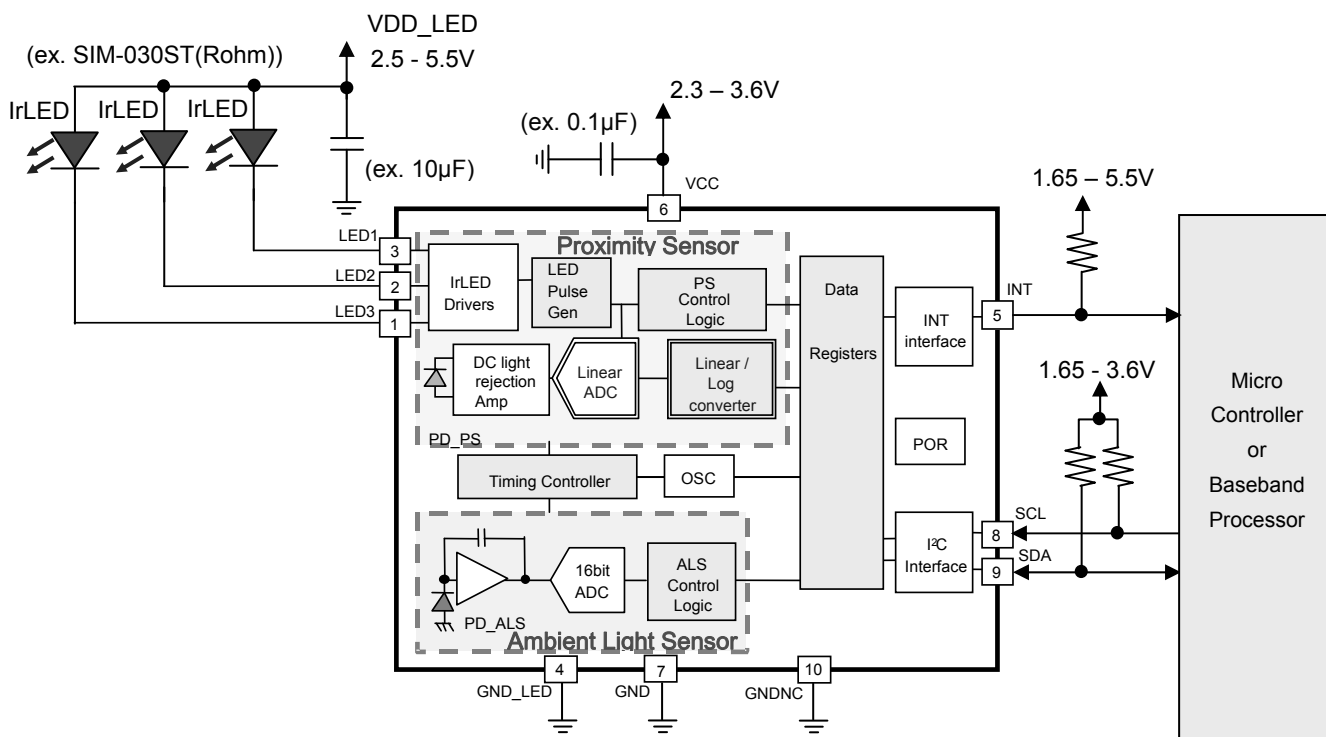 VDD_LED
(ex. SIM-030ST(Rohm))
2.5 - 5.5V
IrLED
IrLED
IrLED
(ex. 10µF)
2.3 – 3.6V
(ex. 0.1µF)
VCC
6
1.65 – 5.5V
LED1
3
LED2
2
LED3
1
Proximity Sensor
IrLED
Drivers
LED
Pulse
Gen
PS
Control
Logic
DC light
rejection
Amp
Linear
ADC
Linear /
Log
converter
PD_PS
Data
Registers
INT
interface
INT
5
1.65 - 3.6V
POR
Timing Controller
OSC
I²C
Interface
SCL
8
SDA
9
Micro
Controller
or
Baseband
Processor
16bit
ADC
ALS
Control
Logic
PD_ALS
Ambient Light Sensor
4
7
10
GND_LED
GND
GNDNC